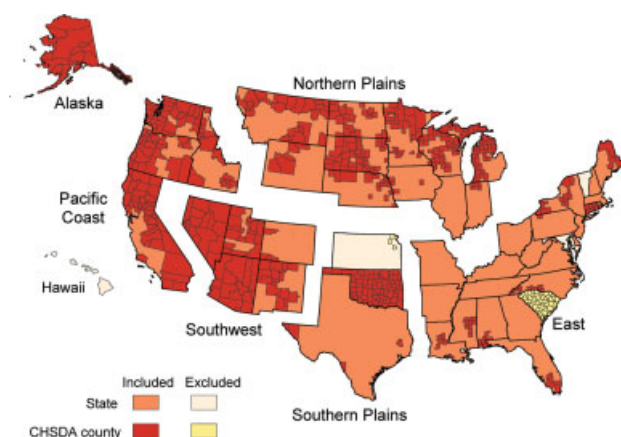 Northern Plains
Alaska
Pacific
Coast
Hawaii
Southwest
East
Included Excluded
State
CHSDA county
Southern Plains